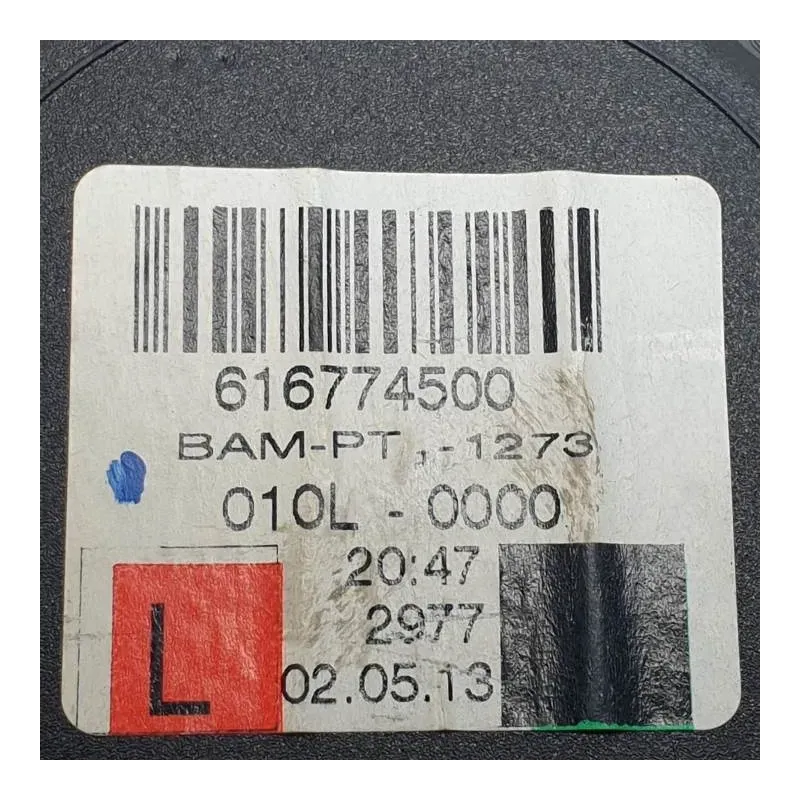 616774500
BAM-PT,-1273
010L - 0000
20:47
2977
L
02.05.13